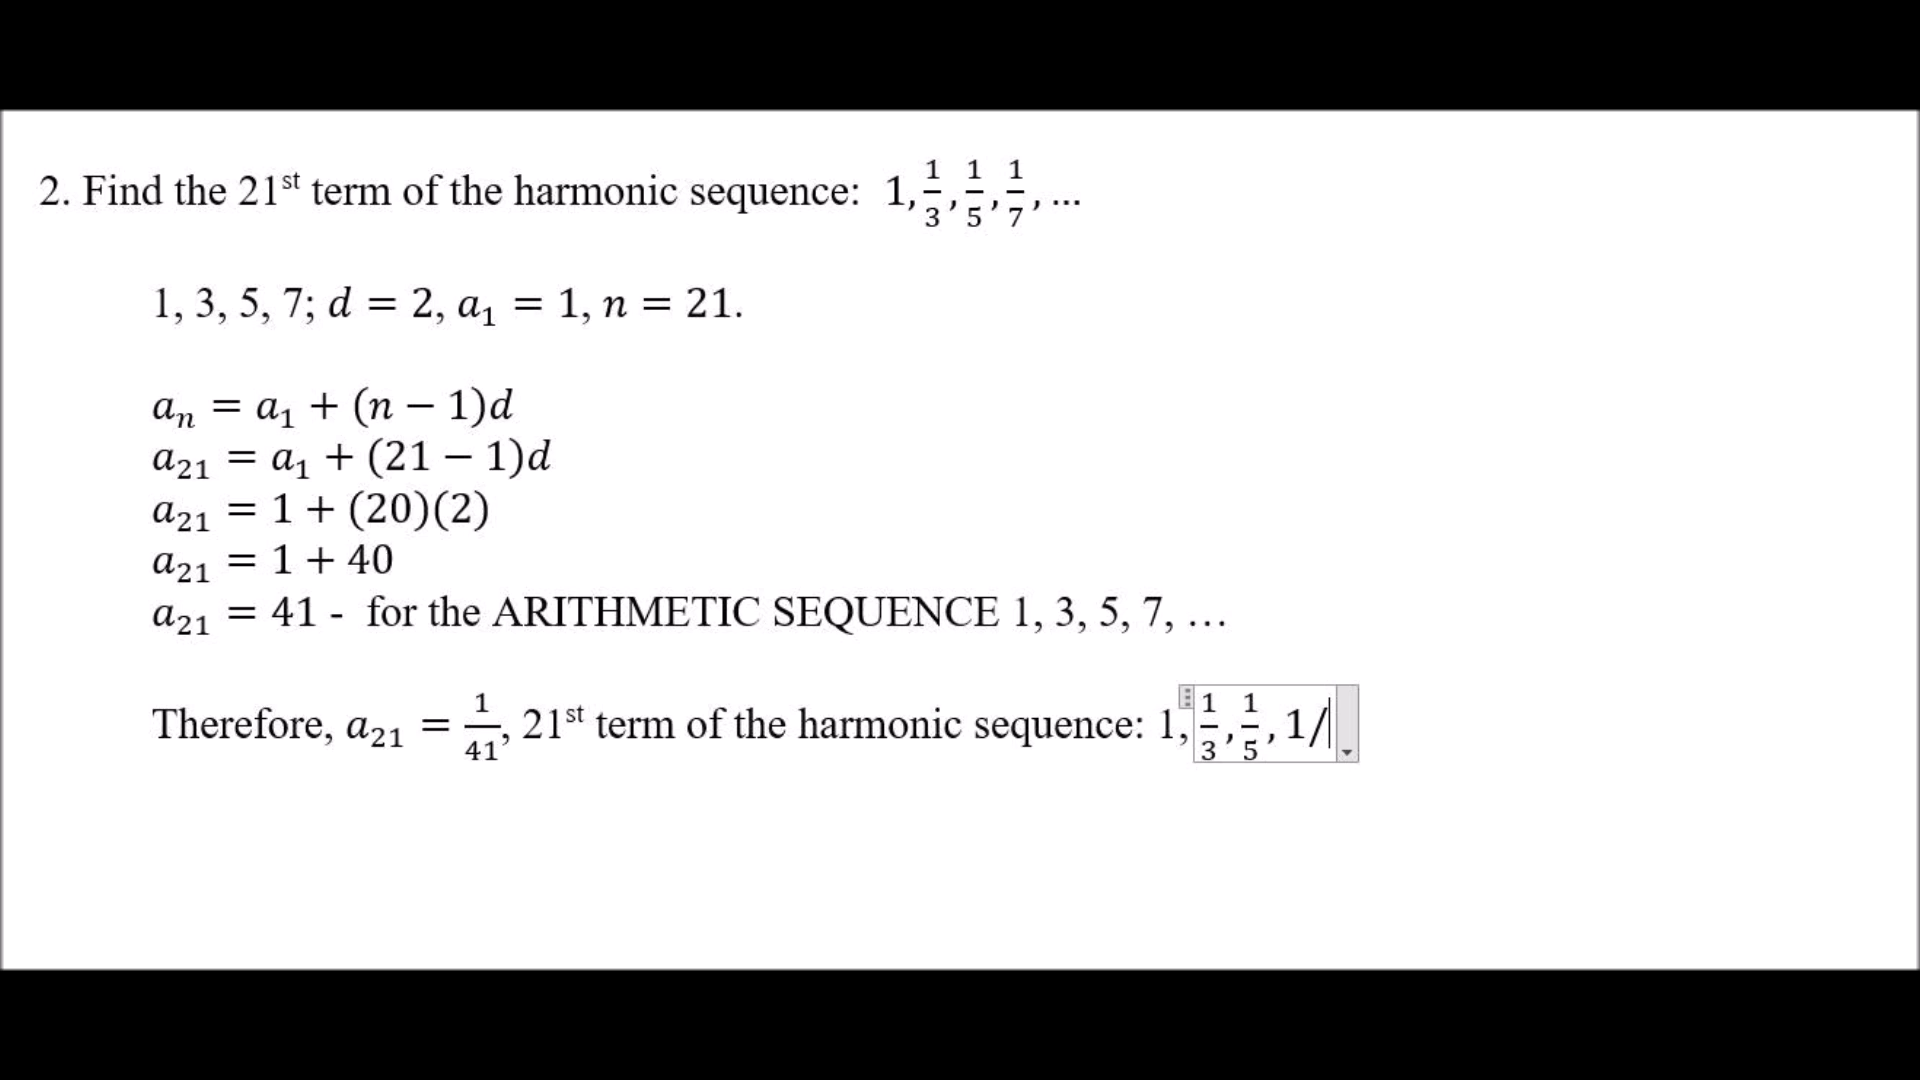 2. Find the 21st term of the harmonic sequence: 1, 1/3, 1/5, 1/7, ...
1, 3, 5, 7; d = 2, a₁ = 1, n = 21.
aₙ = a₁ + (n − 1)d
a₂₁ = a₁ + (21 − 1)d
a₂₁ = 1 + (20)(2)
a₂₁ = 1 + 40
a₂₁ = 41 - for the ARITHMETIC SEQUENCE 1, 3, 5, 7, …
Therefore, a₂₁ = 1/41, 21st term of the harmonic sequence: 1, 1/3, 1/5, 1/